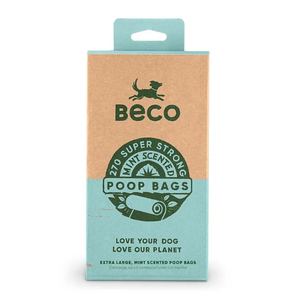 BeCO
270 SUPER STRONG
MINT SCENTED
POOP BAGS
LOVE YOUR DOG
LOVE OUR PLANET
EXTRA LARGE, MINT SCENTED POOP BAGS